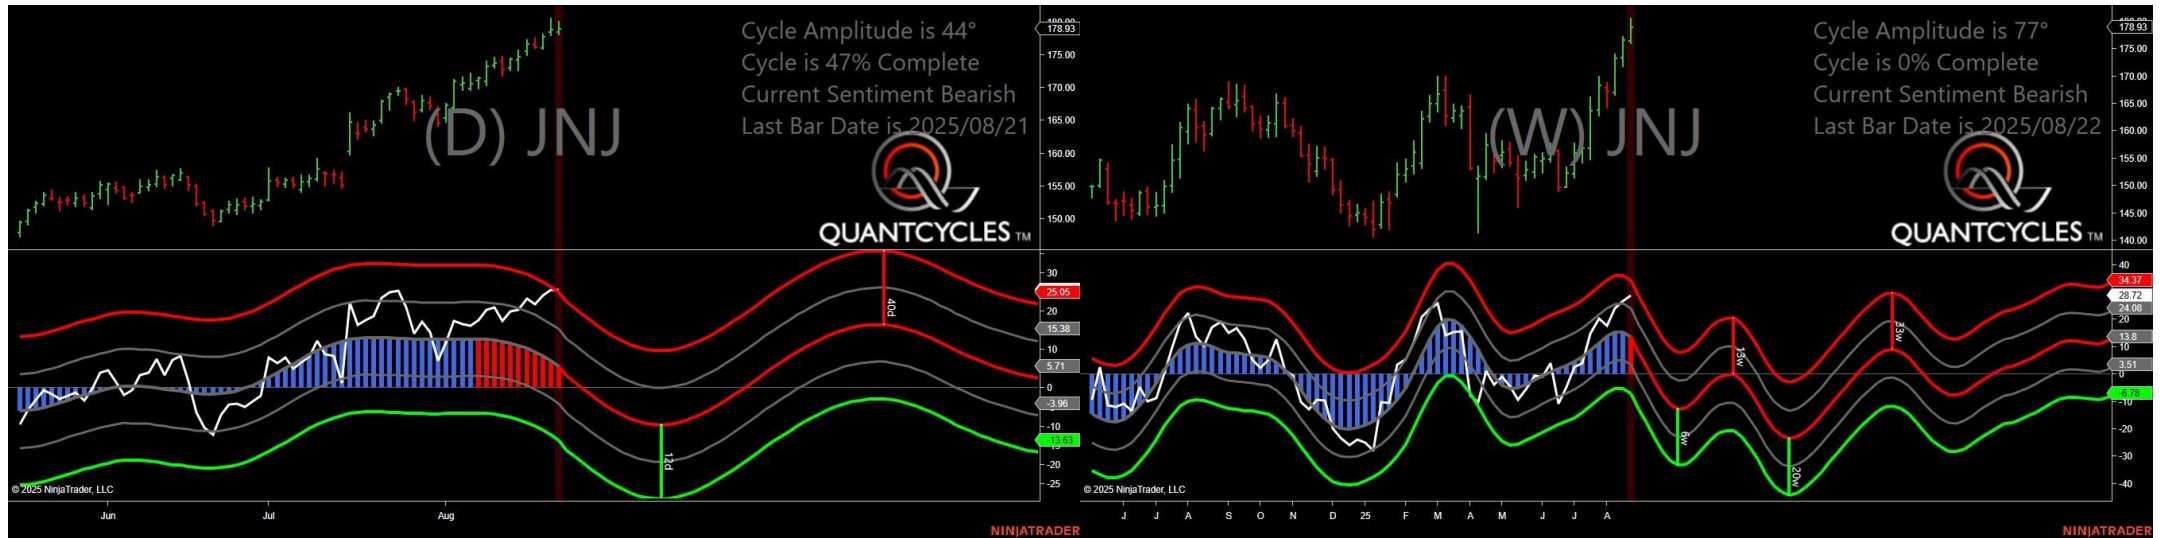 Cycle Amplitude is 44°
Cycle is 47% Complete
Current Sentiment Bearish
Last Bar Date is 2025/08/21
(D) JNJ
QUANTCYCLES TM
178.93
175.00
170.00
165.00
160.00
155.00
150.00
30
25.05
20
15.38
10
5.71
0
-3.96
-10
-13.63
-20
-25
40d
12d
© 2025 NinjaTrader, LLC
Jun Jul Aug
NINJATRADER
Cycle Amplitude is 77°
Cycle is 0% Complete
Current Sentiment Bearish
Last Bar Date is 2025/08/22
(W) JNJ
QUANTCYCLES TM
178.93
175.00
170.00
165.00
160.00
155.00
150.00
145.00
140.00
40
34.37
28.72
24.08
20
13.8
10
3.51
0
-6.78
-10
-20
-30
-40
6w
13w
20w
33w
© 2025 NinjaTrader, LLC
J J A S O N D 25 F M A M J J A
NINJATRADER